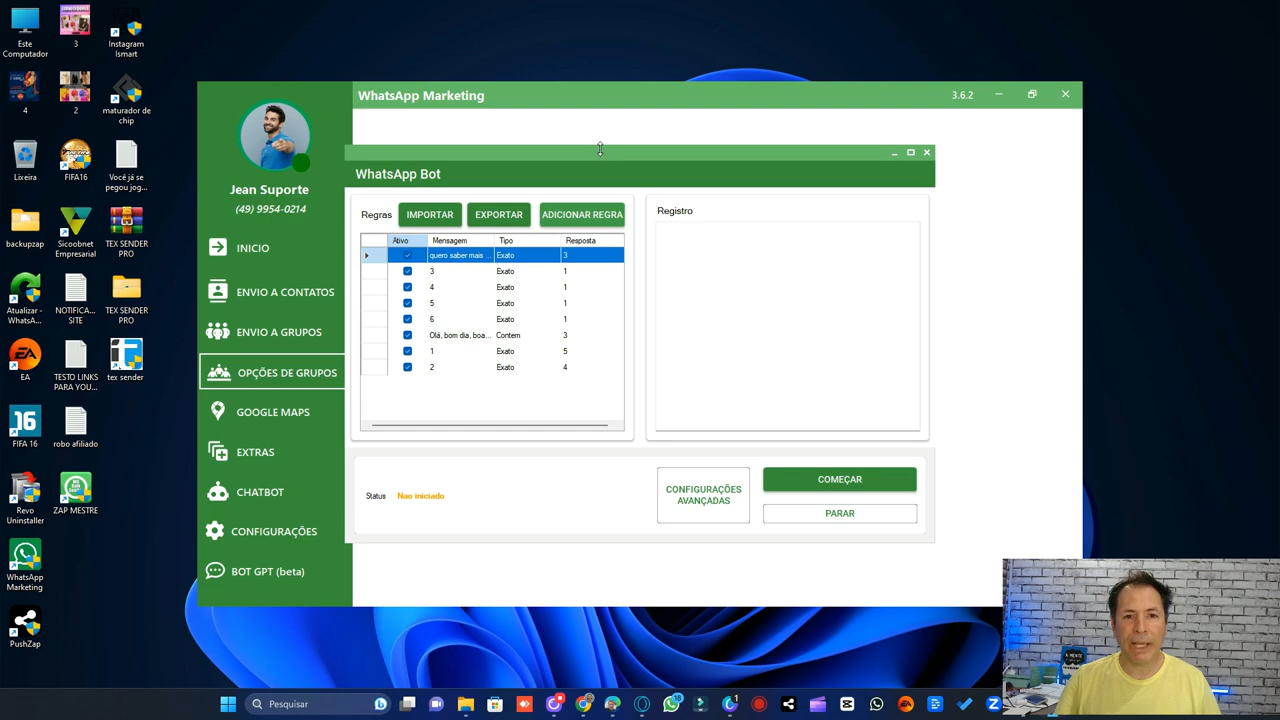 Este
Computador
3
Instagram
Ismart
4
2
maturador de
chip
Lixeira
FIFA16
Você já
se pegou jog...
backupzap
Sicoobnet
Empresarial
TEX SENDER
PRO
Atualizar -
WhatsA...
NOTIFICA...
SITE
TEX SENDER
PRO
EA
TESTO LINKS
PARA YOU...
tex sender
FIFA 16
robo afiliado
Revo
Uninstaller
ZAP MESTRE
WhatsApp
Marketing
PushZap
WhatsApp Marketing
3.6.2
Jean Suporte
(49) 9954-0214
INICIO
ENVIO A CONTATOS
ENVIO A GRUPOS
OPÇÕES DE GRUPOS
GOOGLE MAPS
EXTRAS
CHATBOT
CONFIGURAÇÕES
BOT GPT (beta)
WhatsApp Bot
Regras IMPORTAR EXPORTAR ADICIONAR REGRA
Ativo Mensagem Tipo Resposta
quero saber mais ... Exato 3
3 Exato 1
4 Exato 1
5 Exato 1
6 Exato 1
Olá, bom dia, boa... Contem 3
1 Exato 5
2 Exato 4
Registro
Status Nao iniciado
CONFIGURAÇÕES
AVANÇADAS
COMEÇAR
PARAR
A MENTE
Pesquisar
18
1